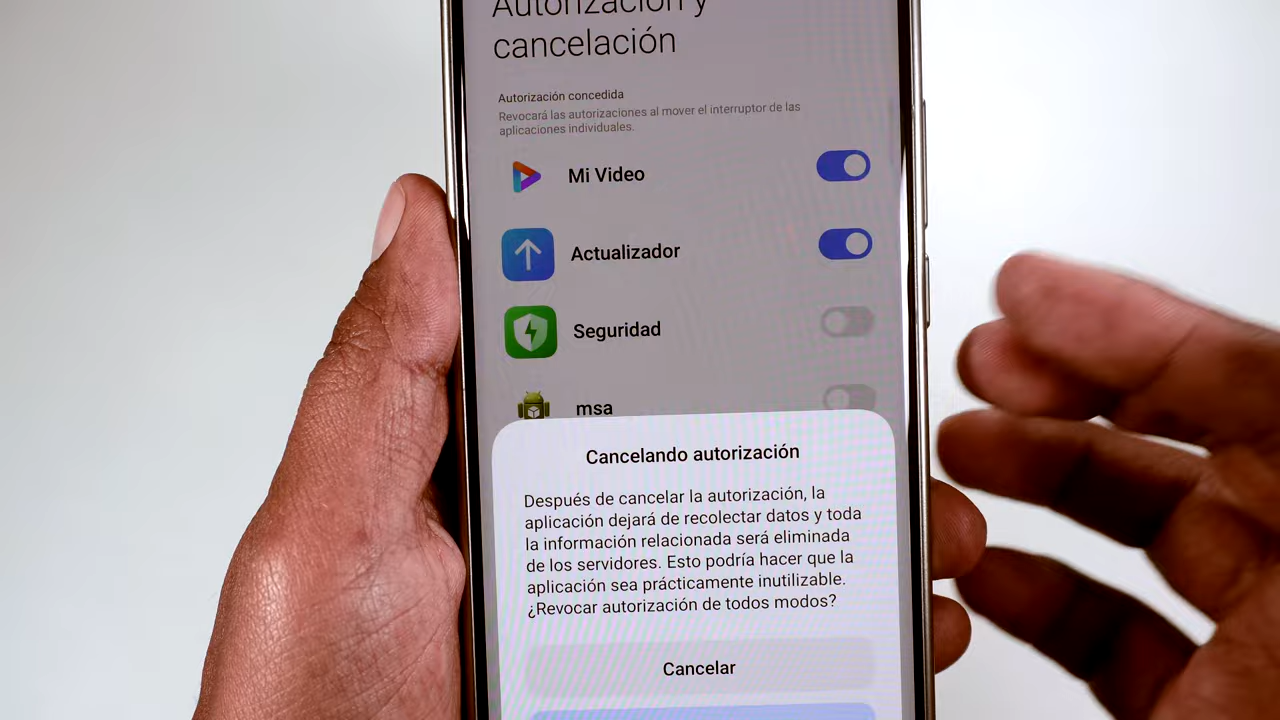 Autorización y
cancelación
Autorización concedida
Revocará las autorizaciones al mover el interruptor de las
aplicaciones individuales.
Mi Video
Actualizador
Seguridad
msa
Cancelando autorización
Después de cancelar la autorización, la
aplicación dejará de recolectar datos y toda
la información relacionada será eliminada
de los servidores. Esto podría hacer que la
aplicación sea prácticamente inutilizable.
¿Revocar autorización de todos modos?
Cancelar